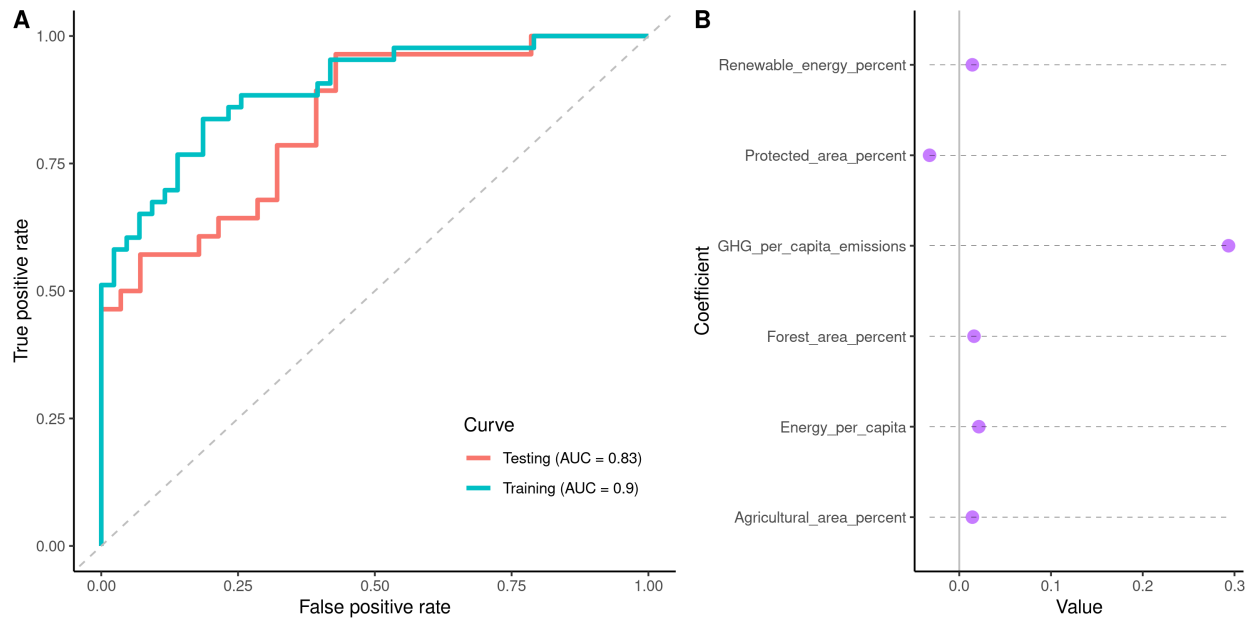 A
True positive rate
1.00
0.75
0.50
0.25
0.00
0.00 0.25 0.50 0.75 1.00
False positive rate
Curve
Testing (AUC = 0.83)
Training (AUC = 0.9)
B
Coefficient
Renewable_energy_percent
Protected_area_percent
GHG_per_capita_emissions
Forest_area_percent
Energy_per_capita
Agricultural_area_percent
0.0 0.1 0.2 0.3
Value